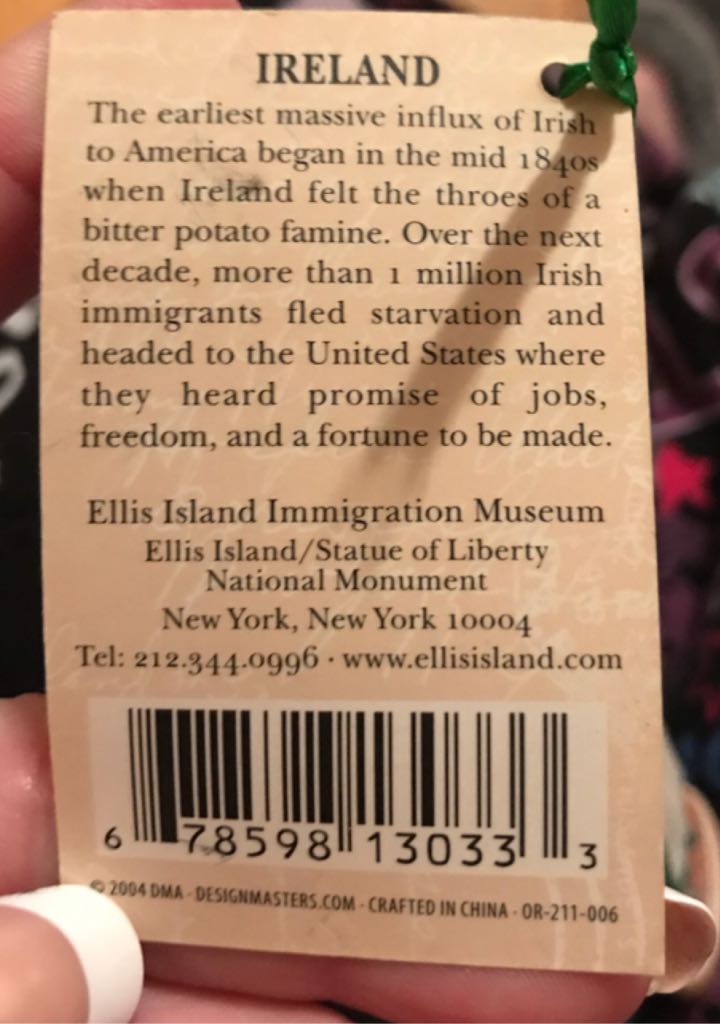 IRELAND
The earliest massive influx of Irish
to America began in the mid 1840s
when Ireland felt the throes of a
bitter potato famine. Over the next
decade, more than 1 million Irish
immigrants fled starvation and
headed to the United States where
they heard promise of jobs,
freedom, and a fortune to be made.
Ellis Island Immigration Museum
Ellis Island/Statue of Liberty
National Monument
New York, New York 10004
Tel: 212.344.0996 · www.ellisisland.com
6 78598 13033 3
© 2004 DMA · DESIGNMASTERS.COM · CRAFTED IN CHINA · OR-211-006